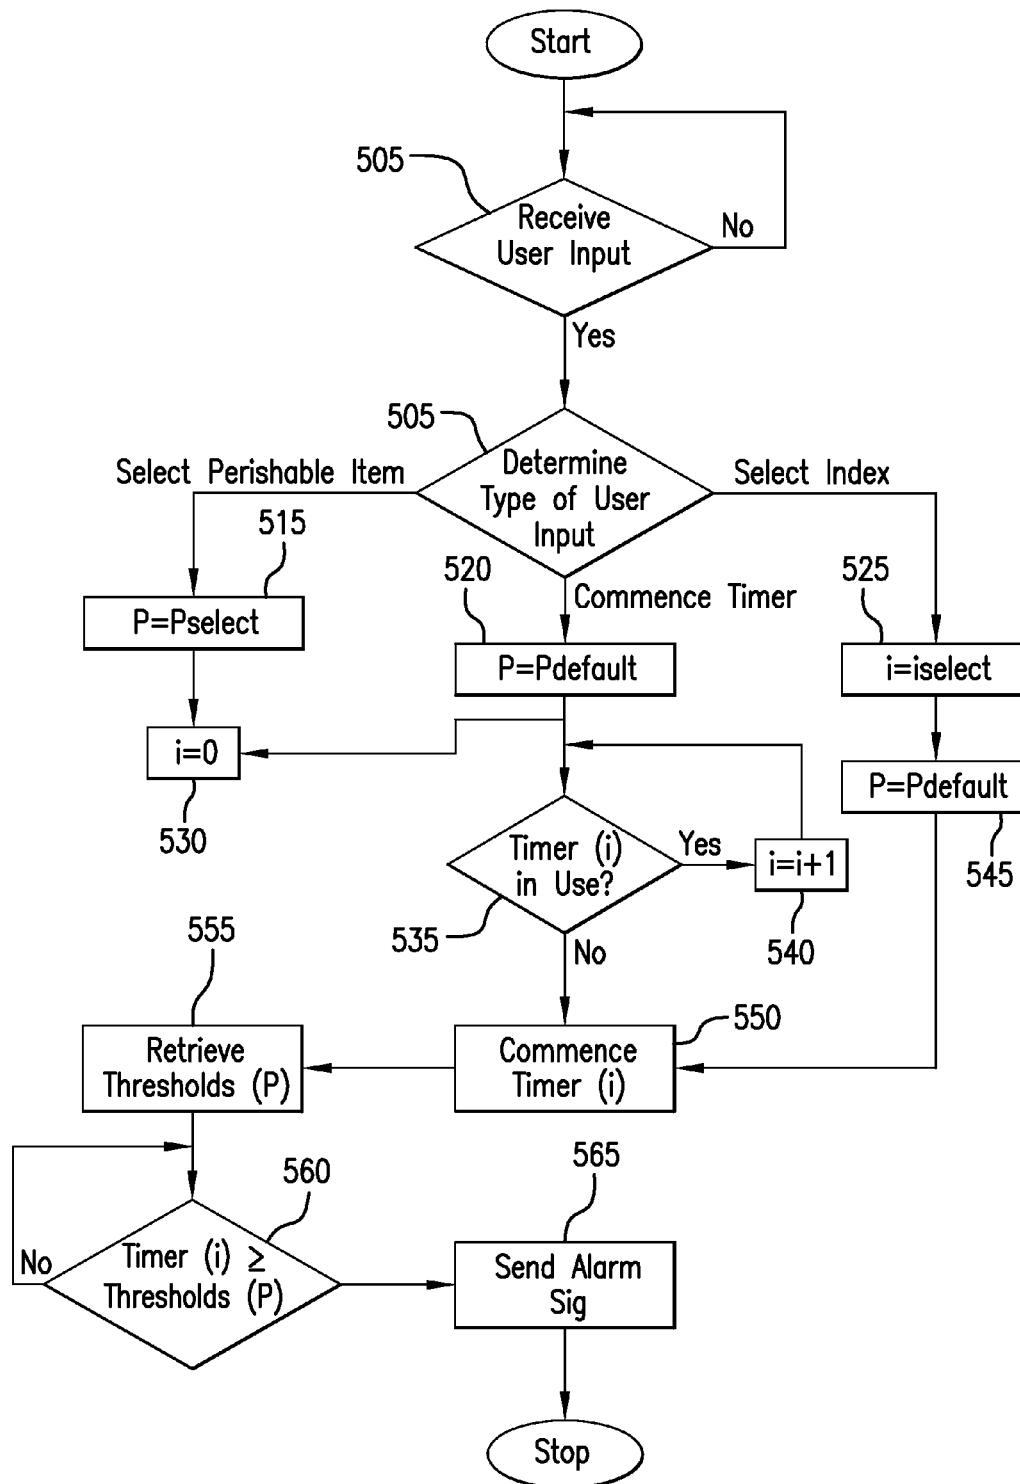 Start
505
Receive
User Input
No
Yes
505
Determine
Type of User
Input
Select Perishable Item
Select Index
Commence Timer
515
P=Pselect
520
P=Pdefault
525
i=iselect
i=0
530
P=Pdefault
545
Timer (i)
in Use?
Yes
i=i+1
535
540
No
555
Retrieve
Thresholds (P)
550
Commence
Timer (i)
560
Timer (i) ≥
Thresholds (P)
No
565
Send Alarm
Sig
Stop